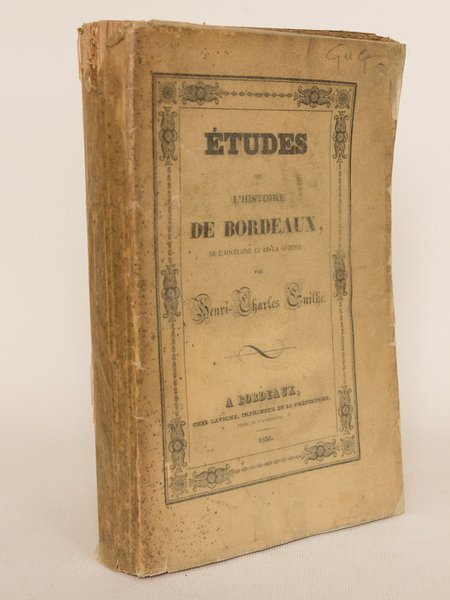 ÉTUDES
L'HISTOIRE
DE BORDEAUX,
DE L'AQUITAINE ET DE LA GUIENNE,
PAR
Henri-Charles Guilhe
A BORDEAUX,
CHEZ LAVIGNE, IMPRIMEUR DE LA PRÉFECTURE,
1835.